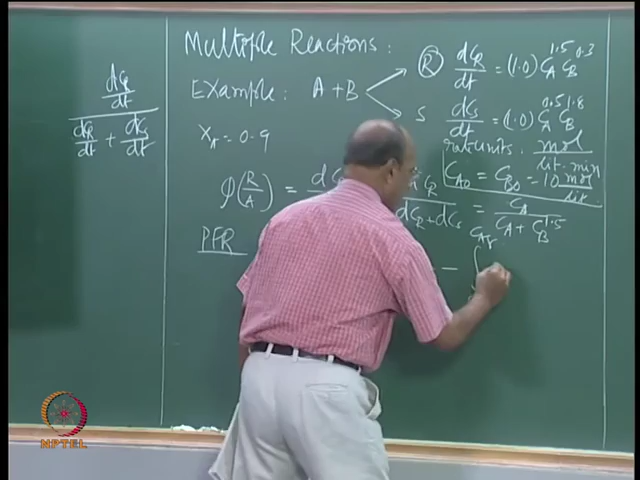 Multiple Reactions:
Example: A + B
R dC_R/dt = (1.0) C_A^1.5 C_B^0.3
S dC_S/dt = (1.0) C_A^0.5 C_B^1.8
rate units: mol / lit. min
X_A = 0.9
C_A0 = C_B0 = 10 mol / lit
dC_R/dt / dC_R/dt + dC_S/dt
φ(R/A) = dC_R + dC_S = C_A / C_A + C_B^1.5
PFR
C_Af
- ∫
NPTEL